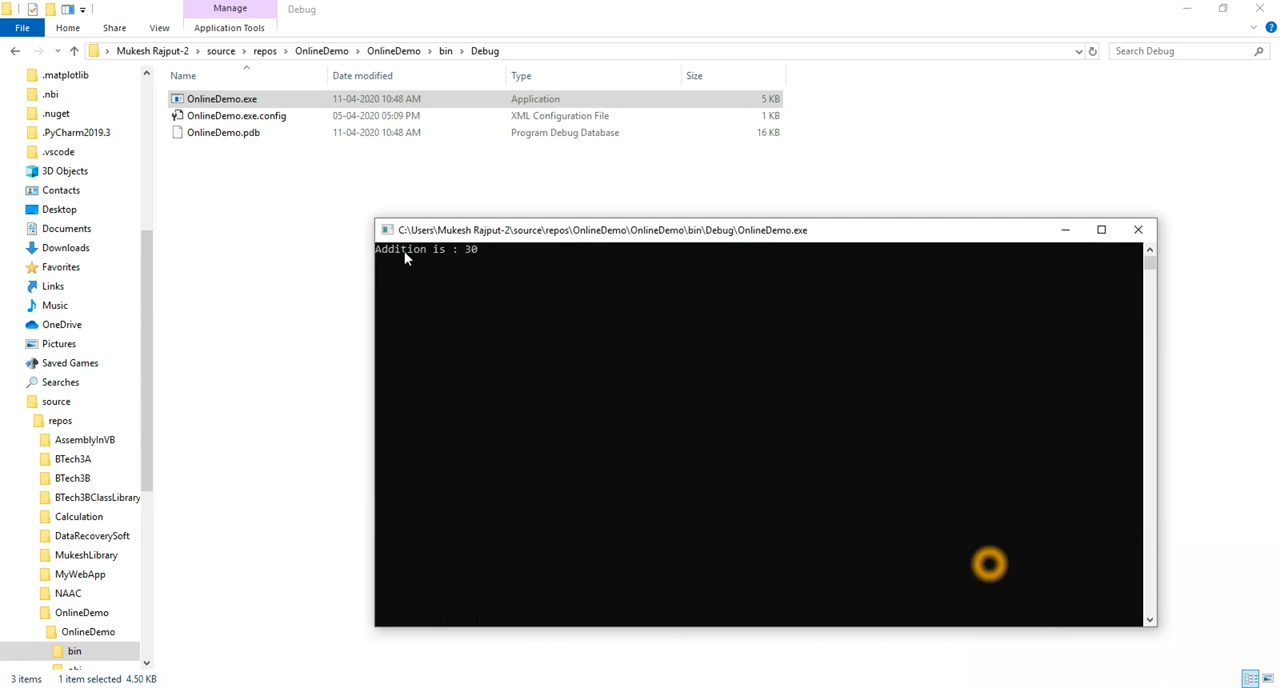 Manage Debug
File Home Share View Application Tools
Mukesh Rajput-2 › source › repos › OnlineDemo › OnlineDemo › bin › Debug
Search Debug
Name Date modified Type Size
OnlineDemo.exe 11-04-2020 10:48 AM Application 5 KB
OnlineDemo.exe.config 05-04-2020 05:09 PM XML Configuration File 1 KB
OnlineDemo.pdb 11-04-2020 10:48 AM Program Debug Database 16 KB
.matplotlib
.nbi
.nuget
.PyCharm2019.3
.vscode
3D Objects
Contacts
Desktop
Documents
Downloads
Favorites
Links
Music
OneDrive
Pictures
Saved Games
Searches
source
repos
AssemblyInVB
BTech3A
BTech3B
BTech3BClassLibrary
Calculation
DataRecoverySoft
MukeshLibrary
MyWebApp
NAAC
OnlineDemo
OnlineDemo
bin
C:\Users\Mukesh Rajput-2\source\repos\OnlineDemo\OnlineDemo\bin\Debug\OnlineDemo.exe
Addition is : 30
3 items 1 item selected 4.50 KB